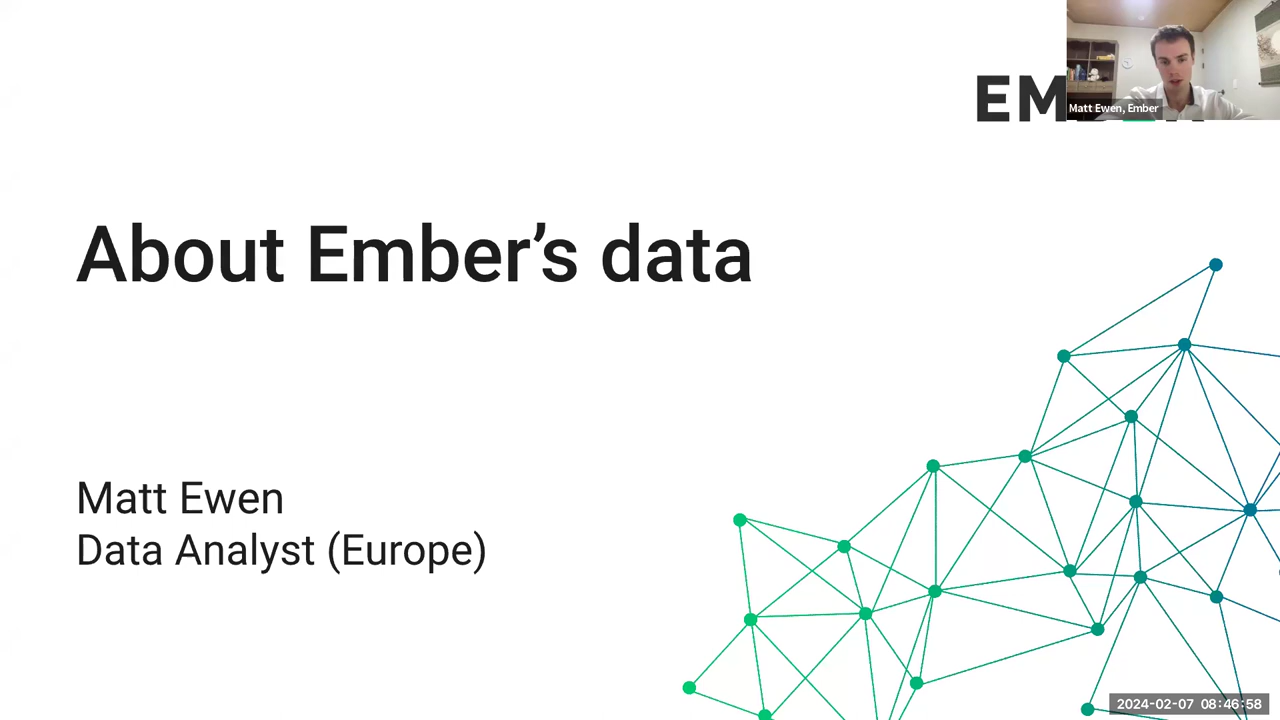 EM
Matt Ewen, Ember
About Ember’s data
Matt Ewen
Data Analyst (Europe)
2024-02-07 08:46:58